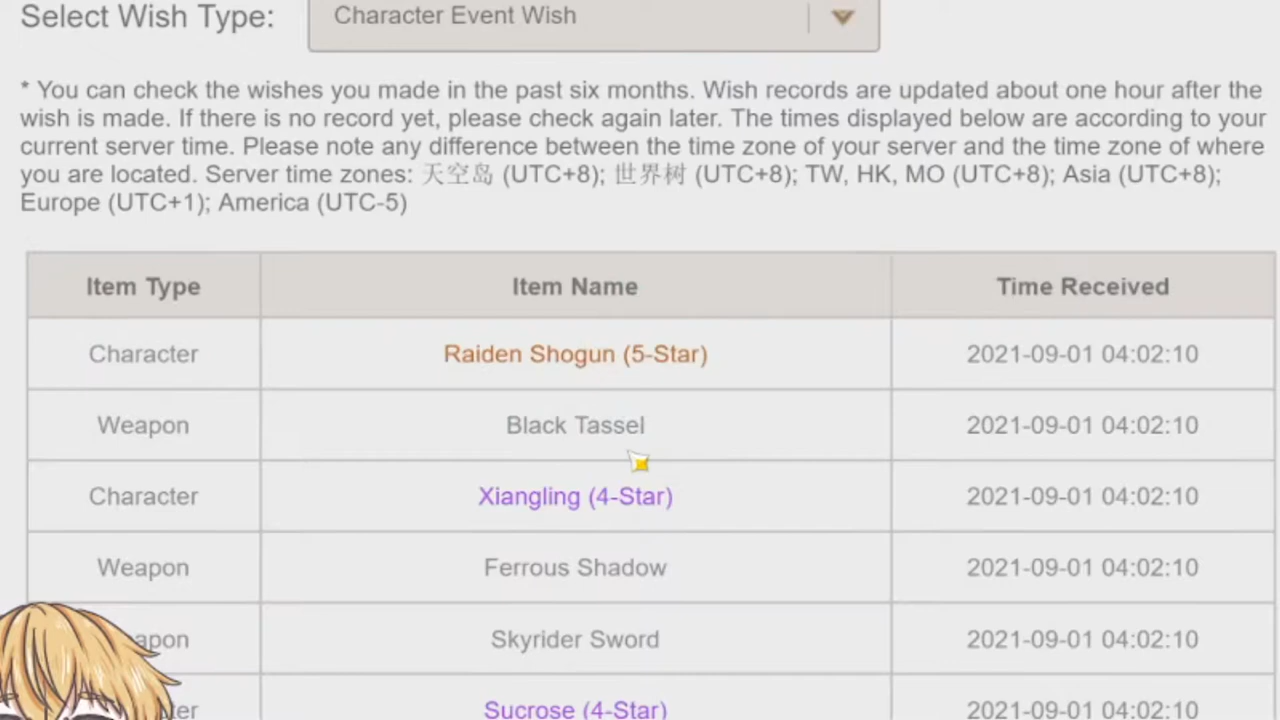 Select Wish Type: Character Event Wish
* You can check the wishes you made in the past six months. Wish records are updated about one hour after the
wish is made. If there is no record yet, please check again later. The times displayed below are according to your
current server time. Please note any difference between the time zone of your server and the time zone of where
you are located. Server time zones: 天空岛 (UTC+8); 世界树 (UTC+8); TW, HK, MO (UTC+8); Asia (UTC+8);
Europe (UTC+1); America (UTC-5)
Item Type Item Name Time Received
Character Raiden Shogun (5-Star) 2021-09-01 04:02:10
Weapon Black Tassel 2021-09-01 04:02:10
Character Xiangling (4-Star) 2021-09-01 04:02:10
Weapon Ferrous Shadow 2021-09-01 04:02:10
Skyrider Sword 2021-09-01 04:02:10
Sucrose (4-Star) 2021-09-01 04:02:10